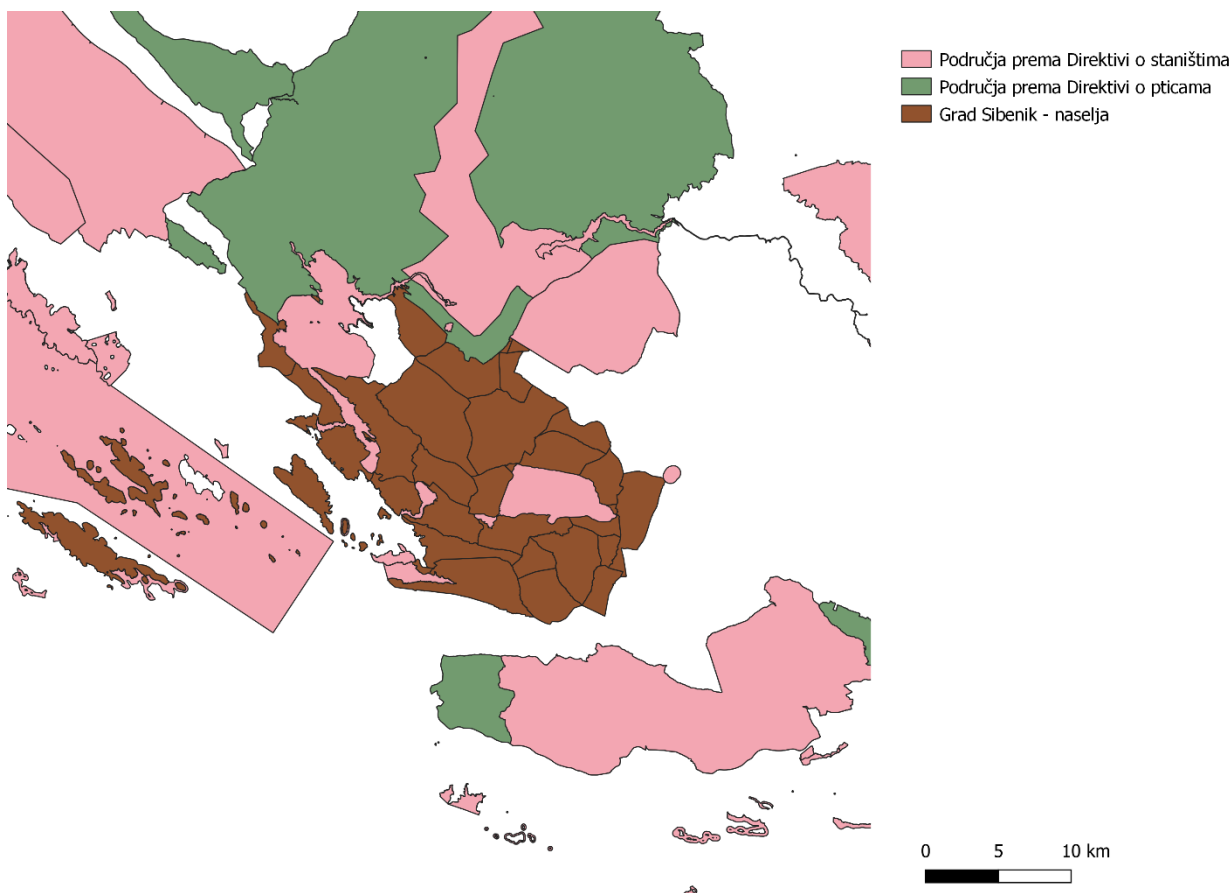 Područja prema Direktivi o staništima
Područja prema Direktivi o pticama
Grad Sibenik - naselja
0 5 10 km